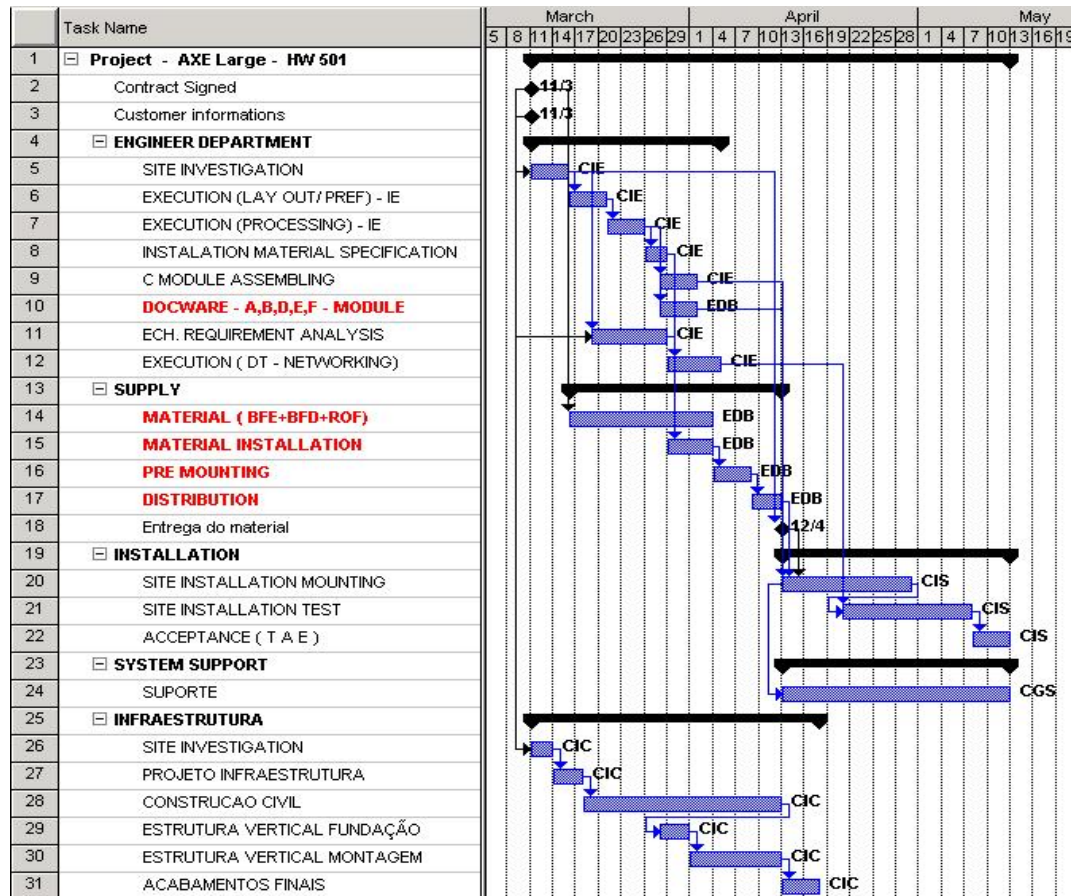 Task Name
March April May
5 8 11 14 17 20 23 26 29 1 4 7 10 13 16 19 22 25 28 1 4 7 10 13 16 19
1 Project - AXE Large - HW 501
2 Contract Signed 11/3
3 Customer informations 11/3
4 ENGINEER DEPARTMENT
5 SITE INVESTIGATION CIE
6 EXECUTION (LAY OUT/ PREF) - IE CIE
7 EXECUTION (PROCESSING) - IE CIE
8 INSTALATION MATERIAL SPECIFICATION CIE
9 C MODULE ASSEMBLING CIE
10 DOCWARE - A,B,D,E,F - MODULE EDB
11 ECH. REQUIREMENT ANALYSIS CIE
12 EXECUTION ( DT - NETWORKING) CIE
13 SUPPLY
14 MATERIAL ( BFE+BFD+ROF) EDB
15 MATERIAL INSTALLATION EDB
16 PRE MOUNTING EDB
17 DISTRIBUTION EDB
18 Entrega do material 12/4
19 INSTALLATION
20 SITE INSTALLATION MOUNTING CIS
21 SITE INSTALLATION TEST CIS
22 ACCEPTANCE ( T A E ) CIS
23 SYSTEM SUPPORT
24 SUPORTE CGS
25 INFRAESTRUTURA
26 SITE INVESTIGATION CIC
27 PROJETO INFRAESTRUTURA CIC
28 CONSTRUCAO CIVIL CIC
29 ESTRUTURA VERTICAL FUNDAÇÃO CIC
30 ESTRUTURA VERTICAL MONTAGEM CIC
31 ACABAMENTOS FINAIS CIC